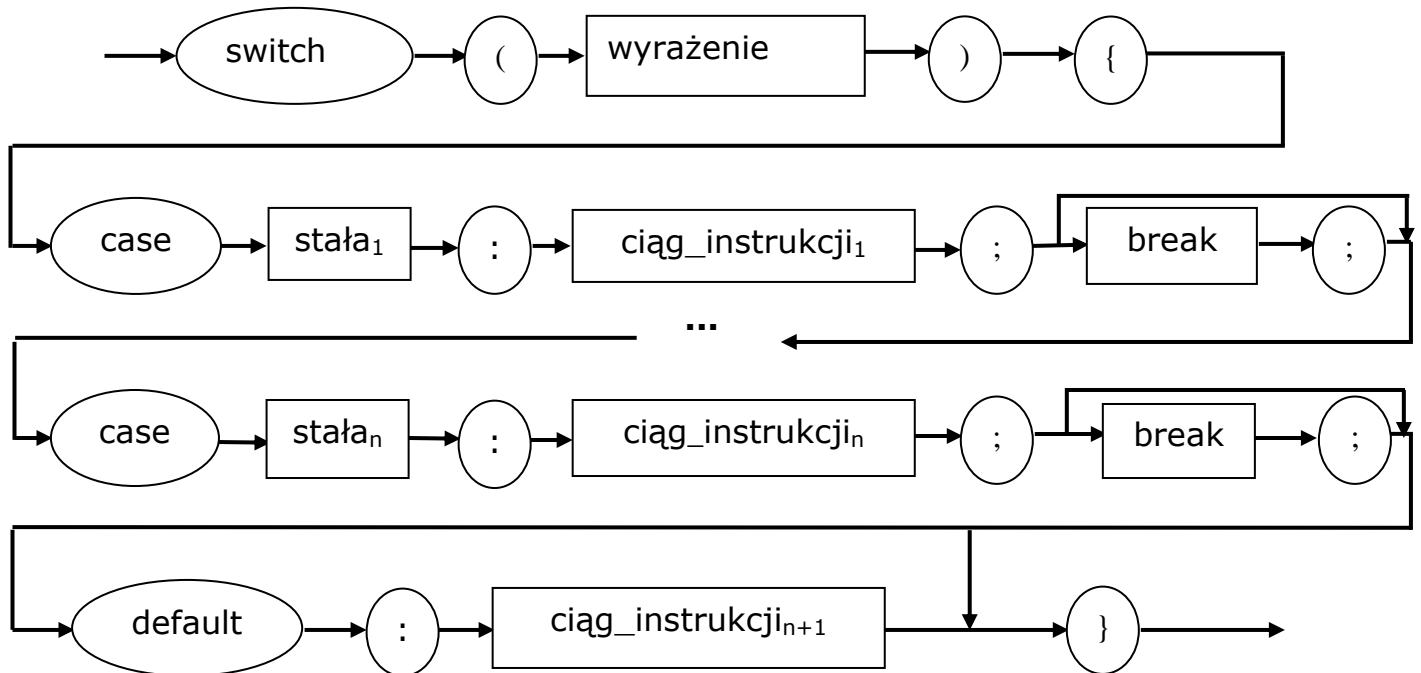 switch ( wyrażenie ) {
case stała₁ : ciąg_instrukcji₁ ; break ;
...
case stałaₙ : ciąg_instrukcjiₙ ; break ;
default : ciąg_instrukcjiₙ₊₁ }